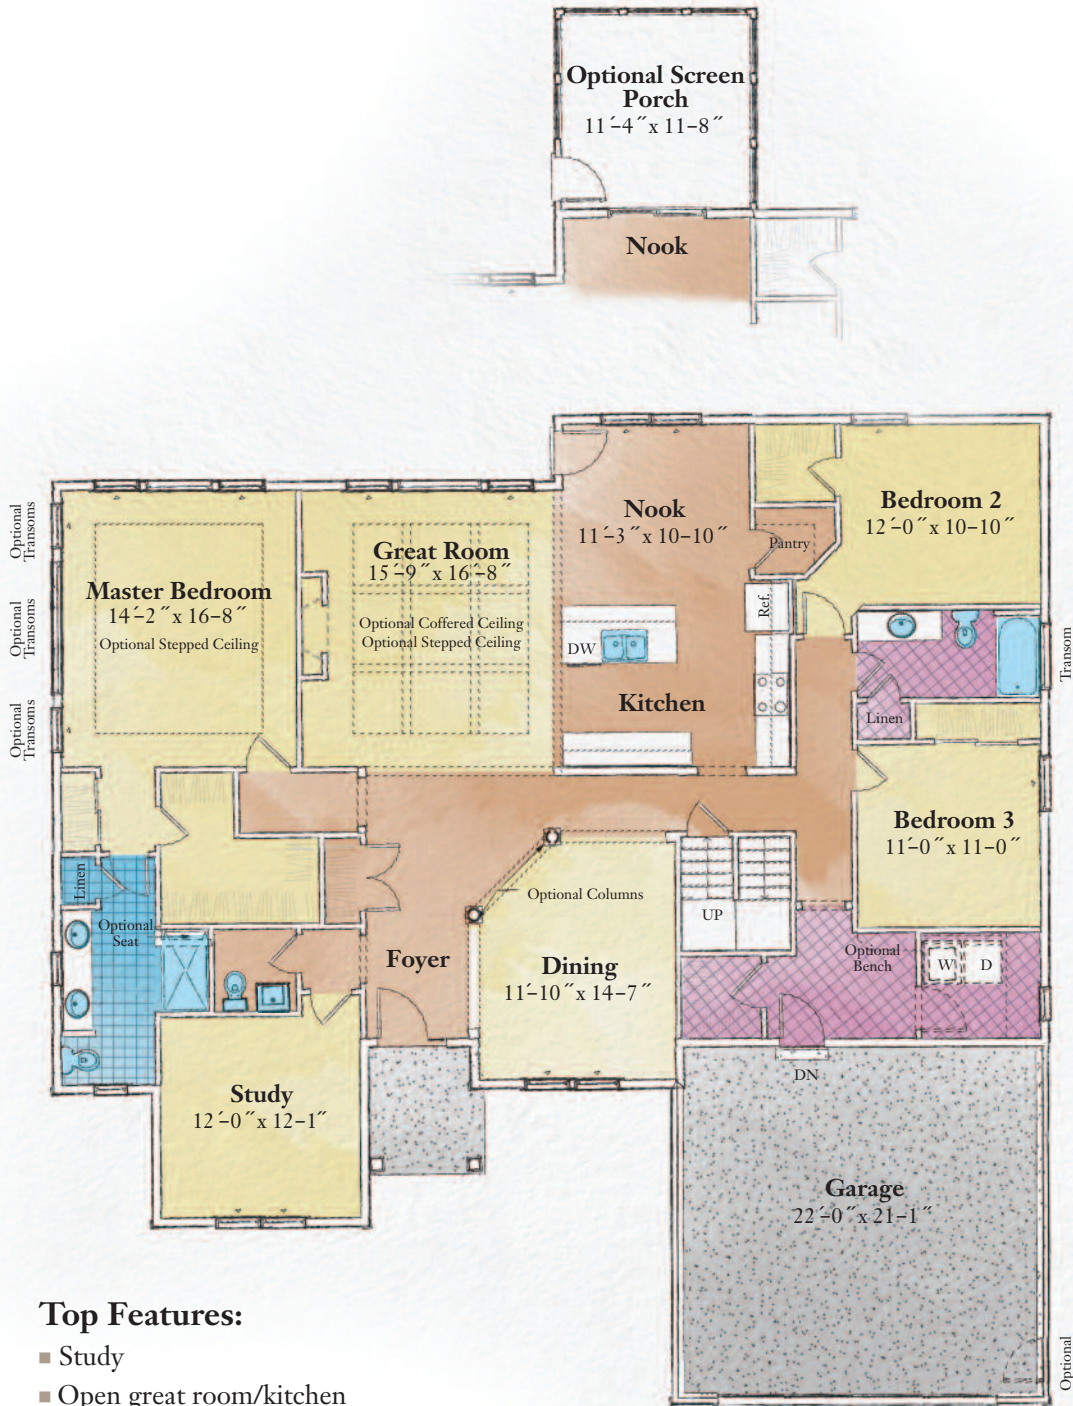 Optional Screen
Porch
11´-4˝ x 11-8˝
Nook
Optional
Transoms
Optional
Transoms
Optional
Transoms
Master Bedroom
14´-2˝ x 16-8˝
Optional Stepped Ceiling
Great Room
15´-9˝ x 16´-8˝
Optional Coffered Ceiling
Optional Stepped Ceiling
Nook
11´-3˝ x 10-10˝
Pantry
Ref.
DW
Kitchen
Bedroom 2
12´-0˝ x 10-10˝
Transom
Linen
Bedroom 3
11´-0˝ x 11-0˝
Linen
Optional
Seat
Foyer
Optional Columns
Dining
11-10˝ x 14-7˝
UP
Optional
Bench
W
D
DN
Study
12´-0˝ x 12-1˝
Garage
22´-0˝ x 21-1˝
Optional
Top Features:
■ Study
■ Open great room/kitchen